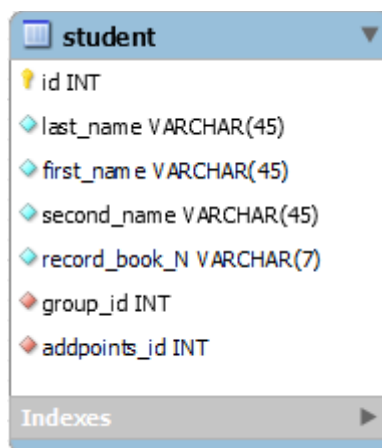 student
id INT
last_name VARCHAR(45)
first_name VARCHAR(45)
second_name VARCHAR(45)
record_book_N VARCHAR(7)
group_id INT
addpoints_id INT
Indexes